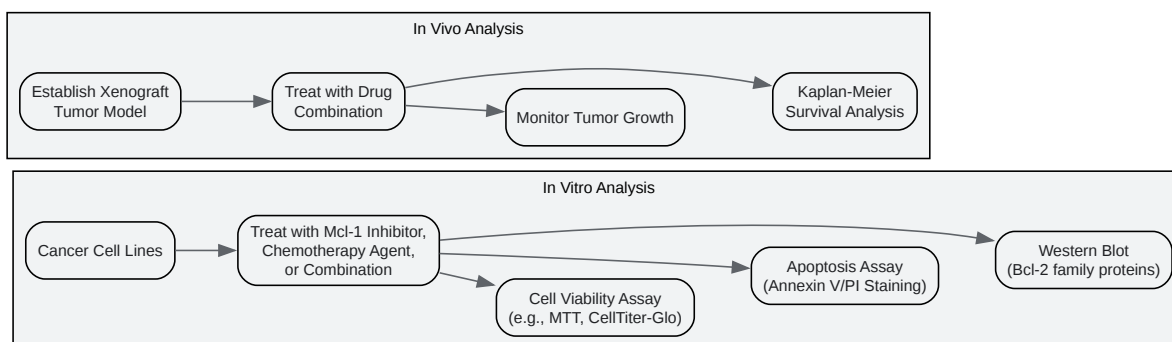 In Vivo Analysis
Establish Xenograft
Tumor Model
Treat with Drug
Combination
Monitor Tumor Growth
Kaplan-Meier
Survival Analysis
In Vitro Analysis
Cancer Cell Lines
Treat with Mcl-1 Inhibitor,
Chemotherapy Agent,
or Combination
Cell Viability Assay
(e.g., MTT, CellTiter-Glo)
Apoptosis Assay
(Annexin V/PI Staining)
Western Blot
(Bcl-2 family proteins)